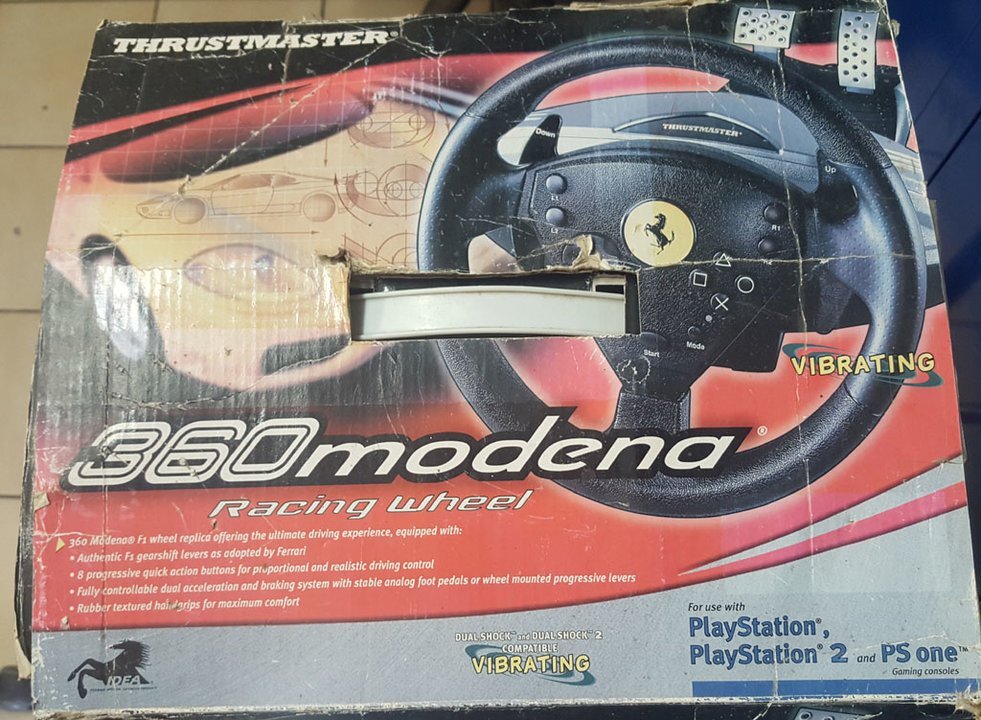 THRUSTMASTER®
THRUSTMASTER®
Down
Up
L1
L2
R1
Mode
Start
VIBRATING
360 modena®
Racing Wheel
360 Modena® F1 wheel replica offering the ultimate driving experience, equipped with:
• Authentic F1 gearshift levers as adopted by Ferrari
• 8 progressive quick action buttons for proportional and realistic driving control
• Fully controllable dual acceleration and braking system with stable analog foot pedals or wheel mounted progressive levers
• Rubber textured hand grips for maximum comfort
For use with
PlayStation®,
PlayStation® 2 and PS one™
Gaming consoles
DUAL SHOCK™ and DUAL SHOCK™ 2
COMPATIBLE
VIBRATING
IDEA